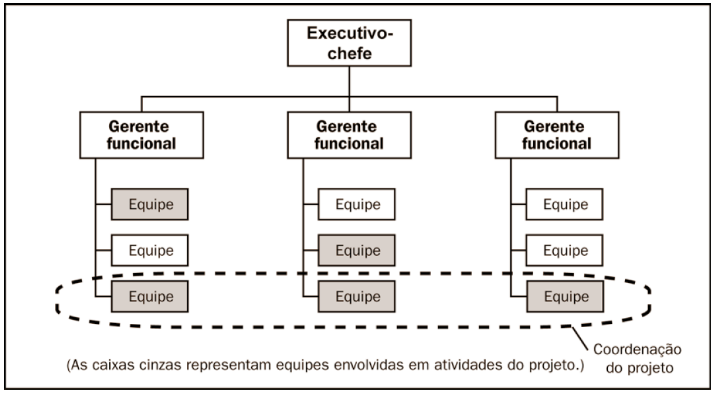 Executivo-
chefe
Gerente
funcional
Gerente
funcional
Gerente
funcional
Equipe
Equipe
Equipe
Equipe
Equipe
Equipe
Equipe
Equipe
Equipe
(As caixas cinzas representam equipes envolvidas em atividades do projeto.)
Coordenação
do projeto